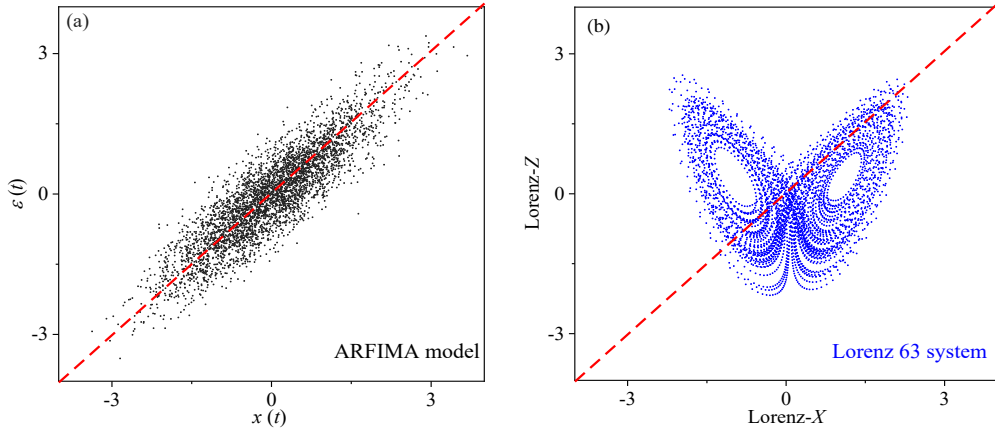 (a)
3
0
-3
ε (t)
ARFIMA model
-3 0 3
x (t)
(b)
3
0
-3
Lorenz-Z
Lorenz 63 system
-3 0 3
Lorenz-X